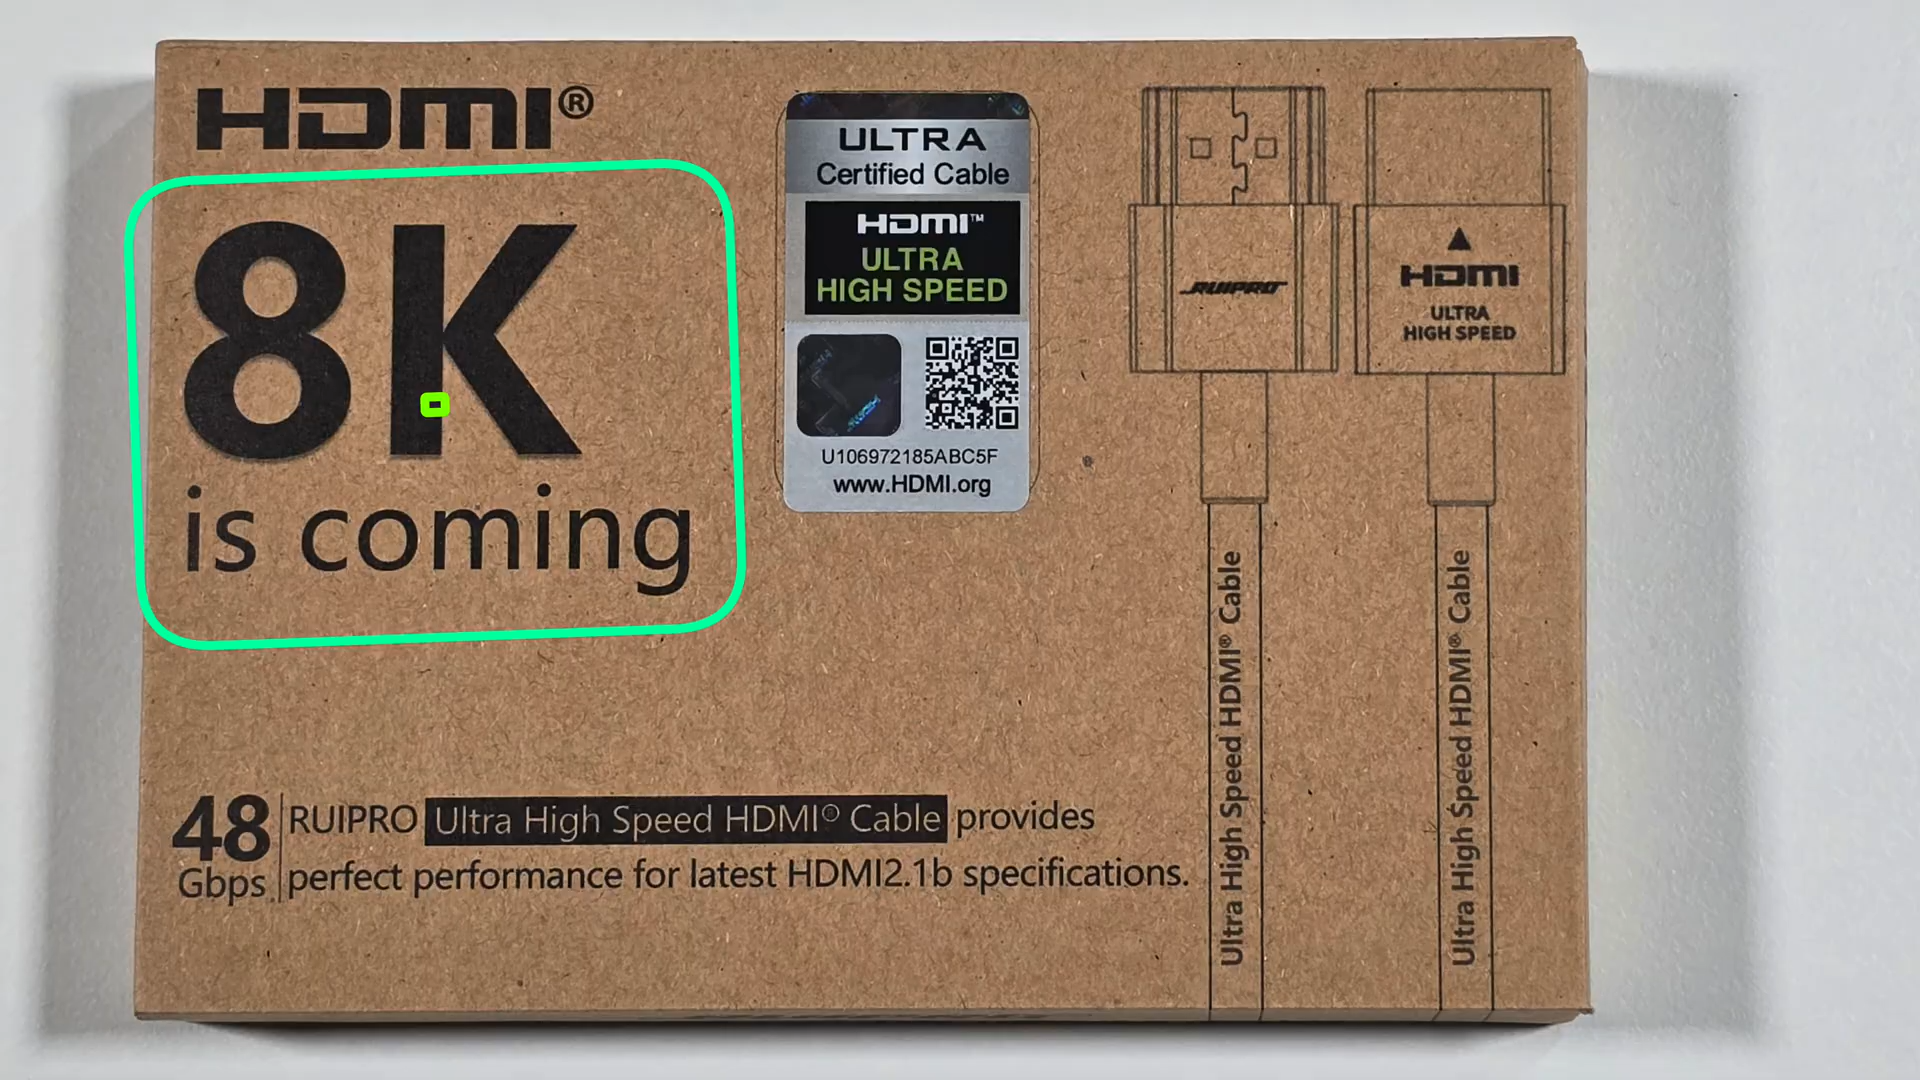 HDMI®
8K
is coming
ULTRA
Certified Cable
HDMI™
ULTRA
HIGH SPEED
U106972185ABC5F
www.HDMI.org
RUIPRO
HDMI
ULTRA
HIGH SPEED
Ultra High Speed HDMI® Cable
Ultra High Speed HDMI® Cable
48
Gbps
RUIPRO Ultra High Speed HDMI® Cable provides
perfect performance for latest HDMI2.1b specifications.